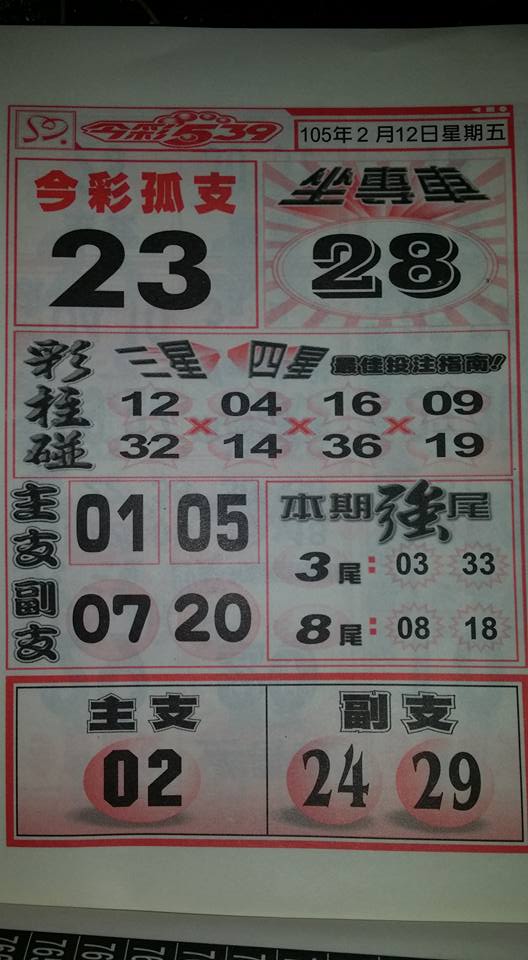 今彩539
105年2月12日星期五
今彩孤支
23
28
彩柱碰
三星 四星 最佳投注指南!
12 × 04 × 16 × 09
32 14 36 19
主支 01 05
副支 07 20
本期強尾
3尾: 03 33
8尾: 08 18
主支
02
副支
24 29